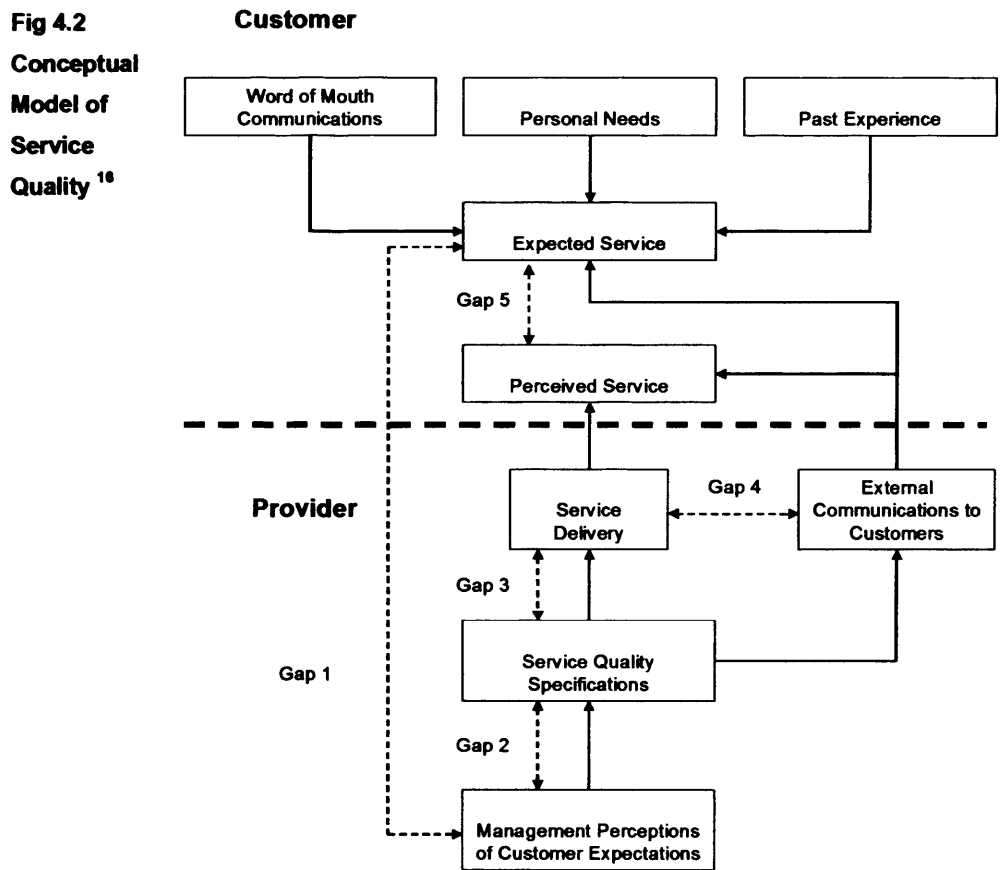 Fig 4.2
Conceptual
Model of
Service
Quality 16
Customer
Word of Mouth
Communications
Personal Needs
Past Experience
Expected Service
Gap 5
Perceived Service
Provider
Service
Delivery
Gap 4
External
Communications to
Customers
Gap 3
Service Quality
Specifications
Gap 1
Gap 2
Management Perceptions
of Customer Expectations